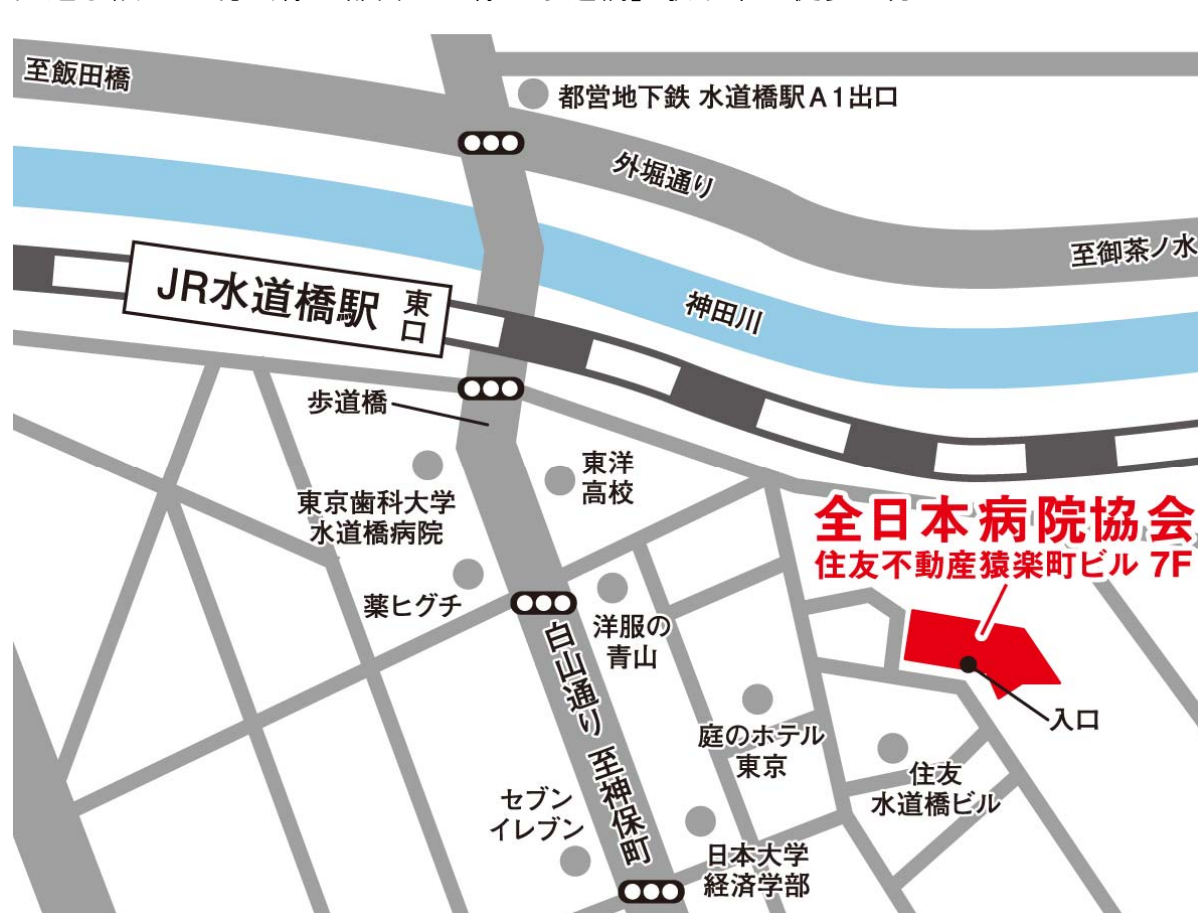 至飯田橋
都営地下鉄 水道橋駅A1出口
外堀通り
至御茶ノ水
JR水道橋駅 東口
神田川
歩道橋
東洋
高校
東京歯科大学
水道橋病院
全日本病院協会
住友不動産猿楽町ビル 7F
薬ヒグチ
洋服の
青山
白山通り 至神保町
入口
庭のホテル
東京
住友
水道橋ビル
セブン
イレブン
日本大学
経済学部